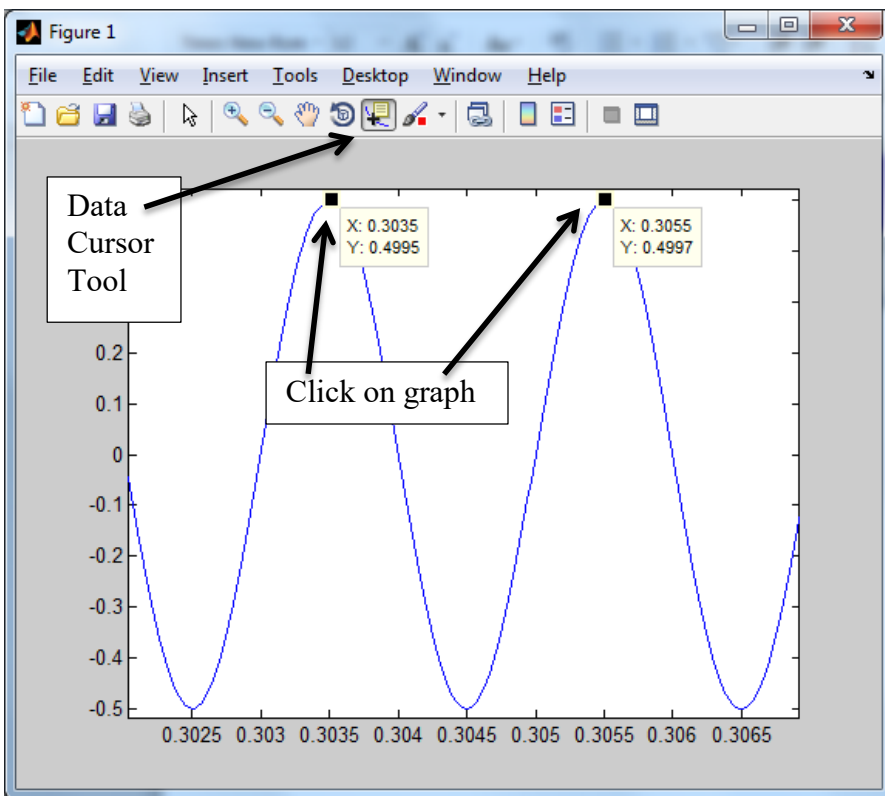 Figure 1
File Edit View Insert Tools Desktop Window Help
Data
Cursor
Tool
X: 0.3035
Y: 0.4995
X: 0.3055
Y: 0.4997
Click on graph
0.2
0.1
0
-0.1
-0.2
-0.3
-0.4
-0.5
0.3025 0.303 0.3035 0.304 0.3045 0.305 0.3055 0.306 0.3065